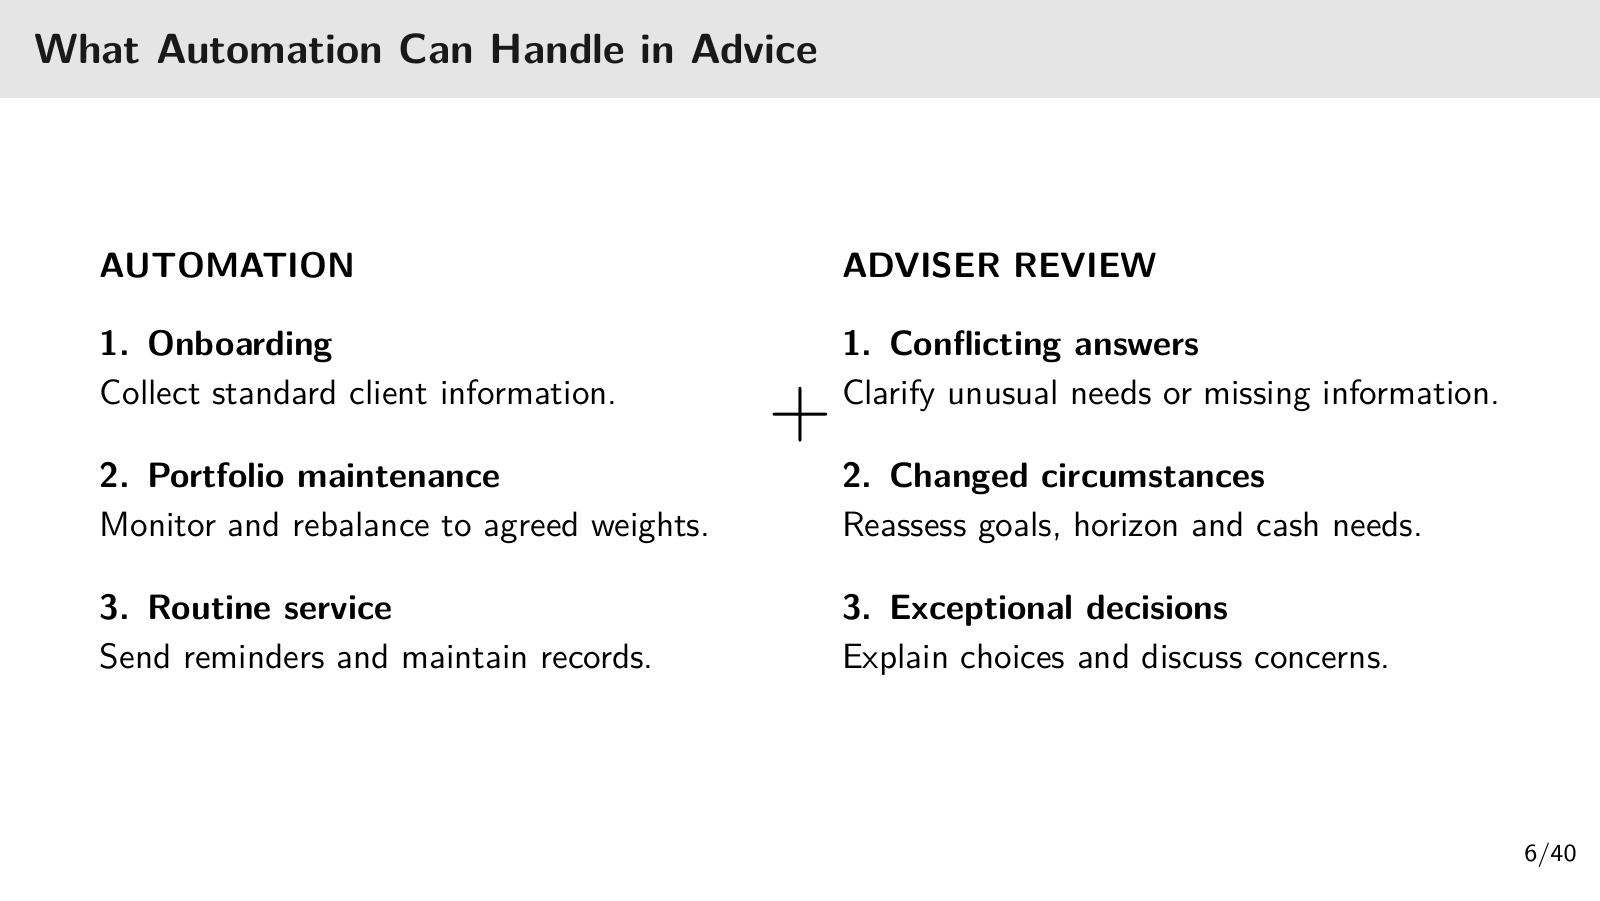 What Automation Can Handle in Advice
AUTOMATION
1. Onboarding
Collect standard client information.
2. Portfolio maintenance
Monitor and rebalance to agreed weights.
3. Routine service
Send reminders and maintain records.
+
ADVISER REVIEW
1. Conflicting answers
Clarify unusual needs or missing information.
2. Changed circumstances
Reassess goals, horizon and cash needs.
3. Exceptional decisions
Explain choices and discuss concerns.
6/40